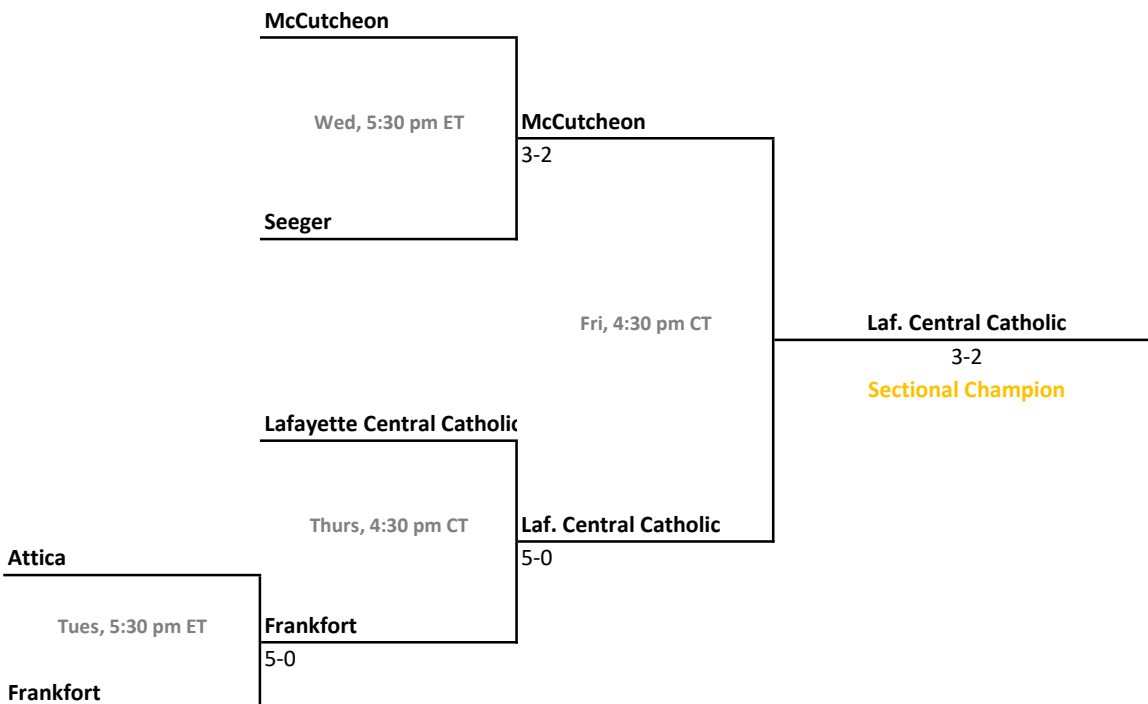 McCutcheon
Wed, 5:30 pm ET
McCutcheon
3-2
Seeger
Fri, 4:30 pm CT
Laf. Central Catholic
3-2
Sectional Champion
Lafayette Central Catholic
Thurs, 4:30 pm CT
Laf. Central Catholic
5-0
Attica
Tues, 5:30 pm ET
Frankfort
5-0
Frankfort